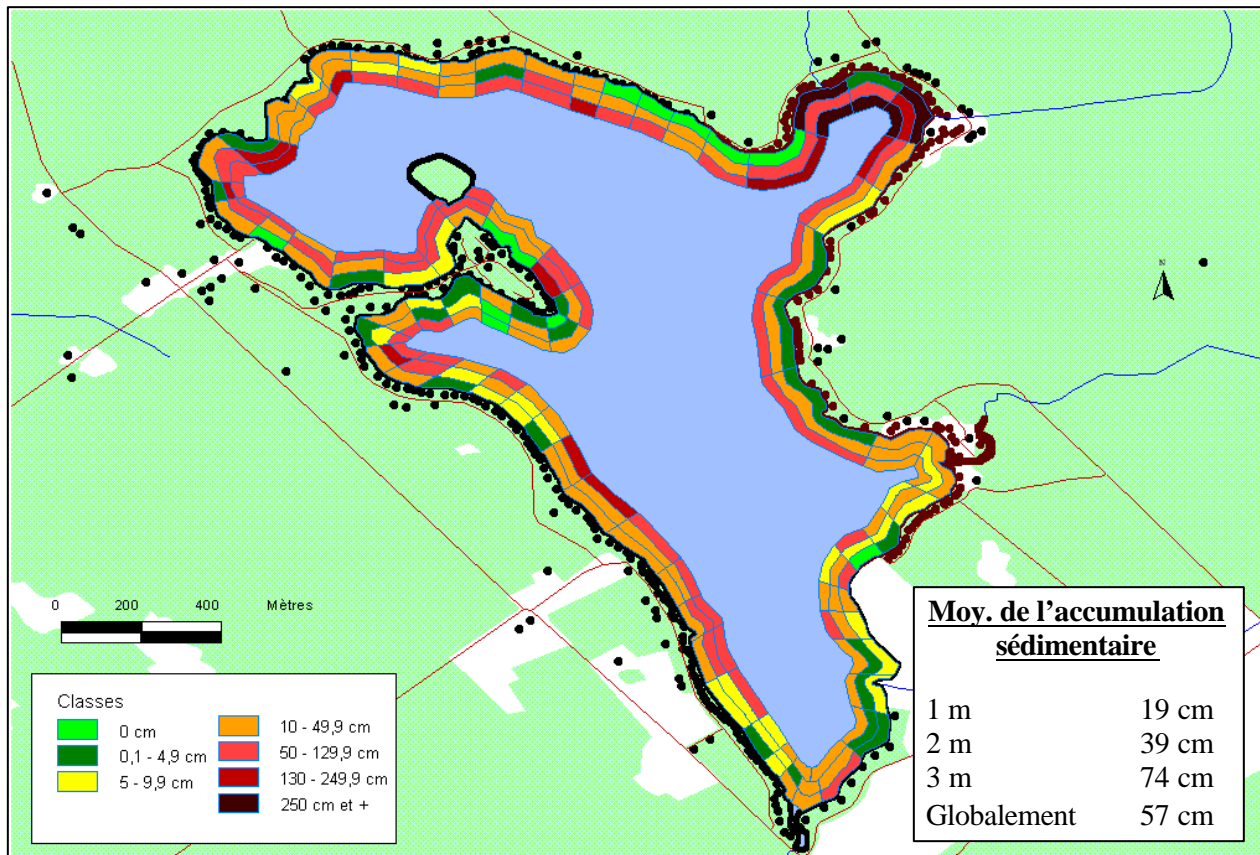 N
0 200 400 Mètres
Classes
0 cm
0,1 - 4,9 cm
5 - 9,9 cm
10 - 49,9 cm
50 - 129,9 cm
130 - 249,9 cm
250 cm et +
Moy. de l'accumulation
sédimentaire
1 m 19 cm
2 m 39 cm
3 m 74 cm
Globalement 57 cm